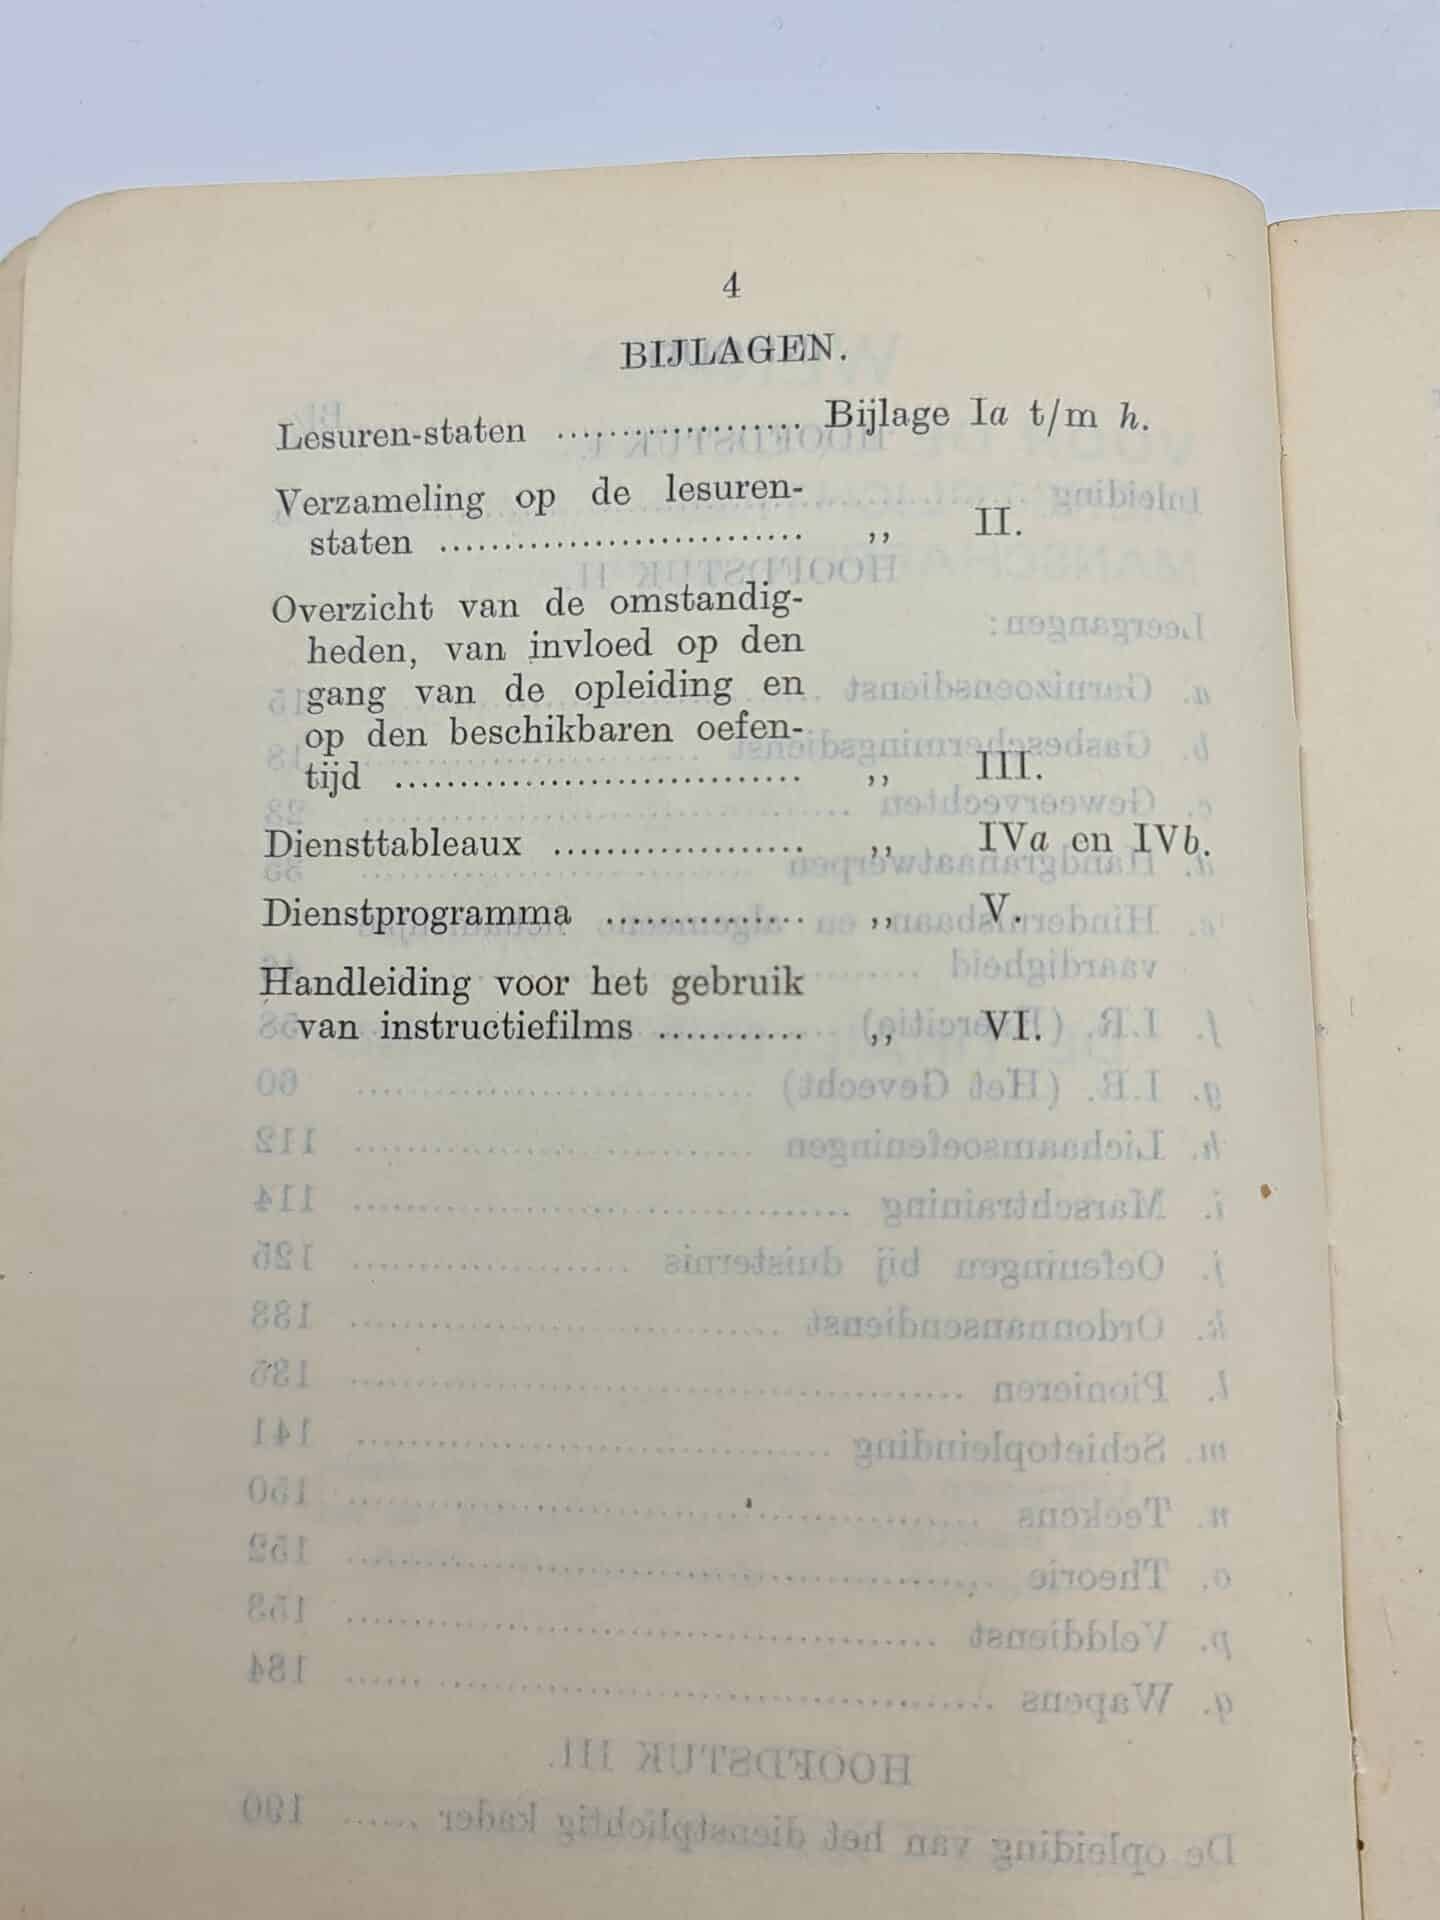 4
BIJLAGEN.
Lesuren-staten ................... Bijlage Ia t/m h.
Verzameling op de lesuren-
staten ............................ ,, II.
Overzicht van de omstandig-
heden, van invloed op den
gang van de opleiding en
op den beschikbaren oefen-
tijd ............................... ,, III.
Diensttableaux .................... ,, IVa en IVb.
Dienstprogramma ............... ,, V.
Handleiding voor het gebruik
van instructiefilms ........... ,, VI.